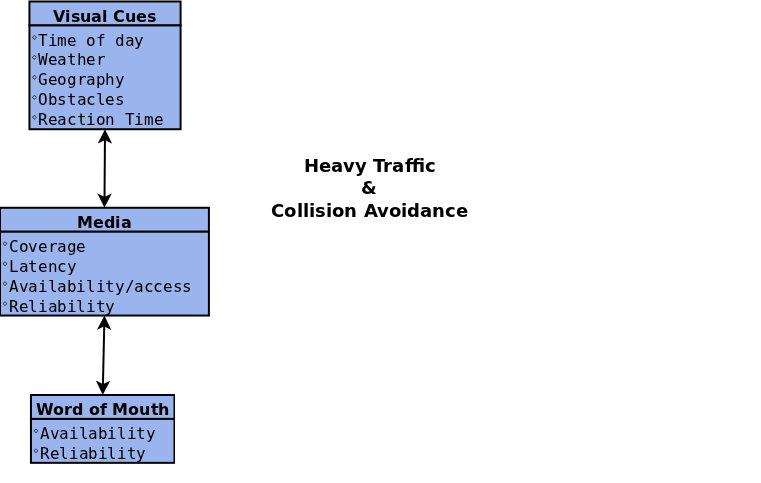 Visual Cues
◦Time of day
◦Weather
◦Geography
◦Obstacles
◦Reaction Time
Heavy Traffic
&
Collision Avoidance
Media
◦Coverage
◦Latency
◦Availability/access
◦Reliability
Word of Mouth
◦Availability
◦Reliability